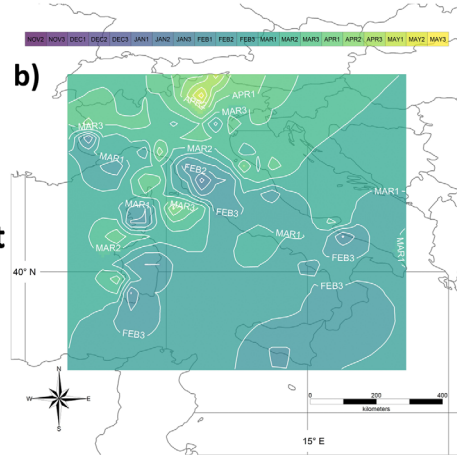 NOV2 NOV3 DEC1 DEC2 DEC3 JAN1 JAN2 JAN3 FEB1 FEB2 FEB3 MAR1 MAR2 MAR3 APR1 APR2 APR3 MAY1 MAY2 MAY3
b)
APR1
MAR3
MAR3
MAR2
MAR1
FEB2
MAR1
MAR1
MAR3
FEB3
t
MAR2
MAR1
MAR1
FEB3
40° N
FEB3
FEB3
N
W E
S
0 200 400
kilometers
15° E